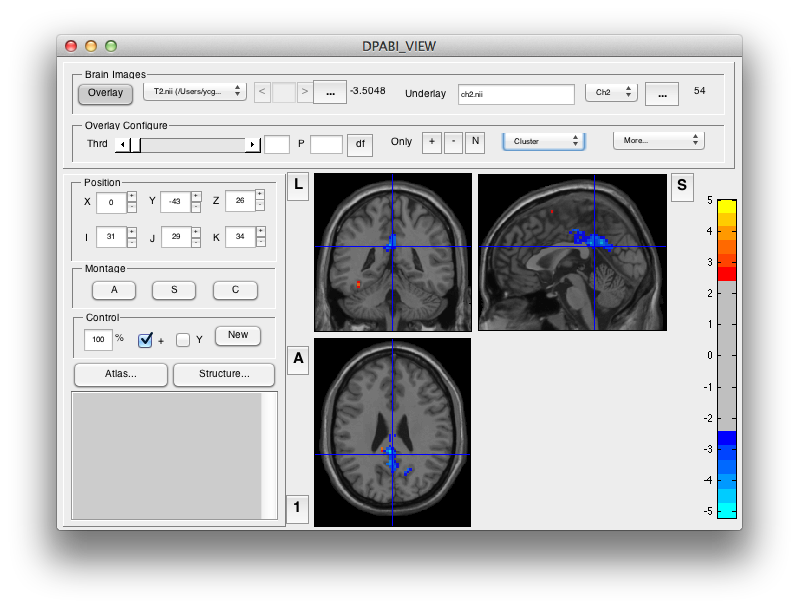 DPABI_VIEW
Brain Images
Overlay T2.nii (/Users/ycg... < > ... -3.5048 Underlay ch2.nii Ch2 ... 54
Overlay Configure
Thrd P df Only + - N Cluster More...
Position
X 0 + - Y -43 + - Z 26 + -
I 31 + - J 29 + - K 34 + -
Montage
A S C
Control
100 % + Y New
Atlas... Structure...
L
S
A
1
5
4
3
2
1
0
-1
-2
-3
-4
-5